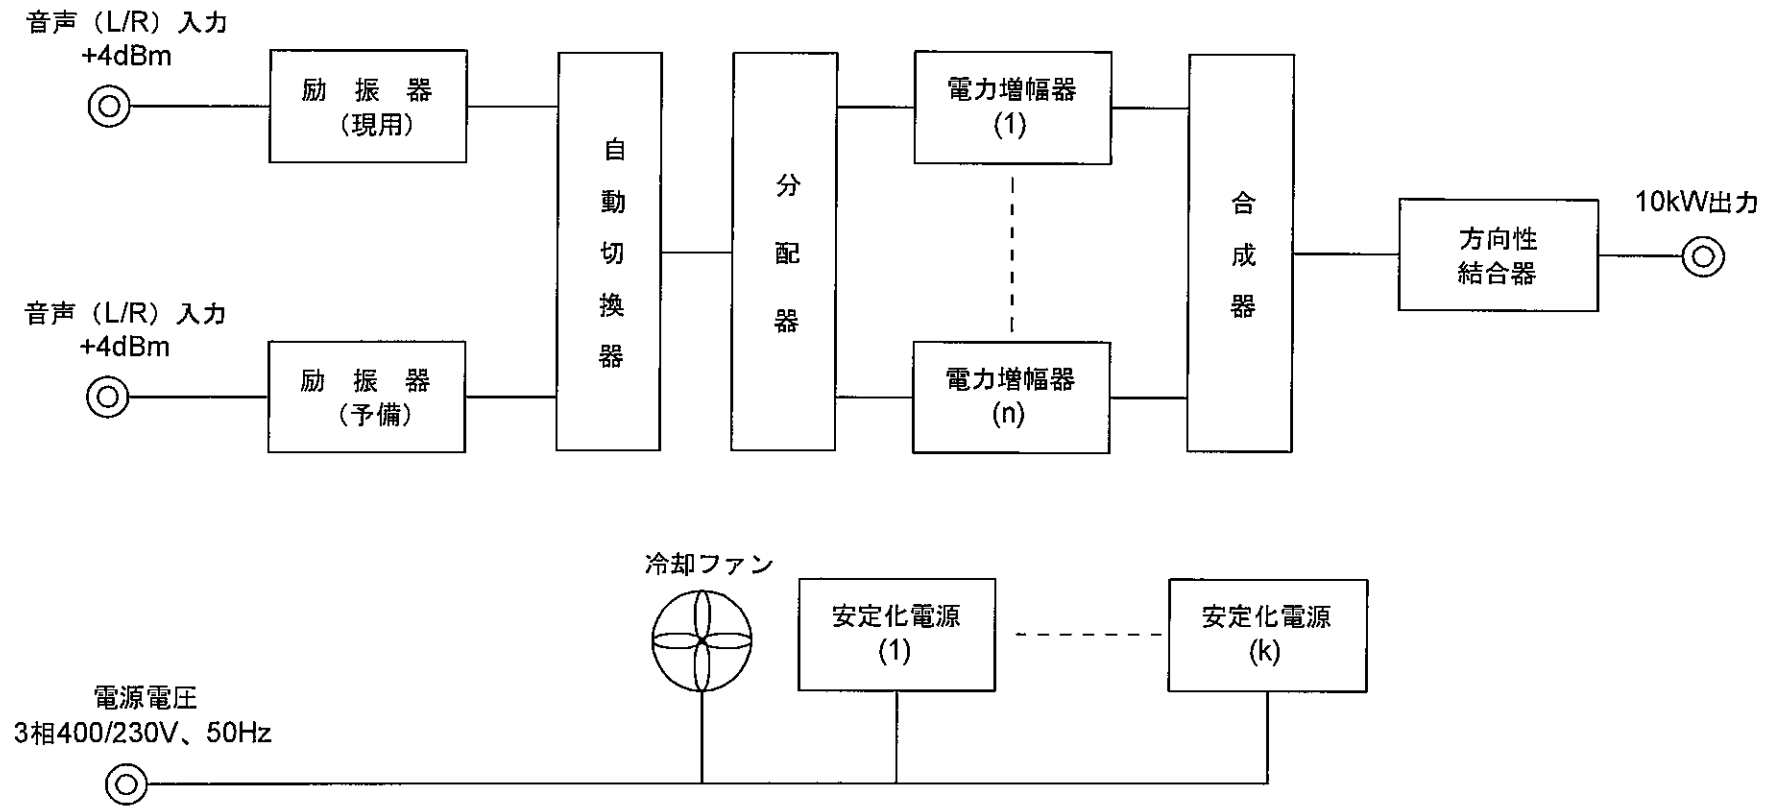 音声（L/R）入力
+4dBm
励振器
（現用）
自動切換器
分配器
電力増幅器
(1)
合成器
方向性
結合器
10kW出力
音声（L/R）入力
+4dBm
励振器
（予備）
電力増幅器
(n)
冷却ファン
安定化電源
(1)
安定化電源
(k)
電源電圧
3相400/230V、50Hz